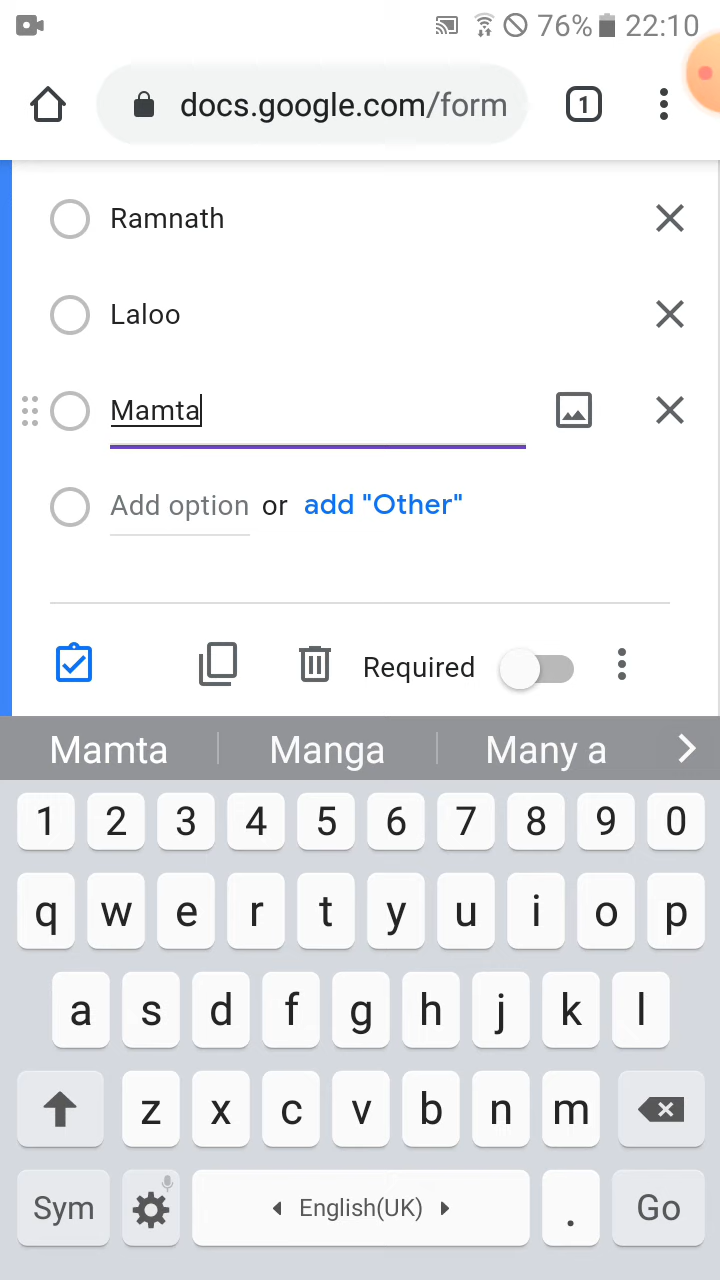 76% 22:10
docs.google.com/form 1
Ramnath
Laloo
Mamta
Add option or add "Other"
Required
Mamta Manga Many a
1 2 3 4 5 6 7 8 9 0
q w e r t y u i o p
a s d f g h j k l
z x c v b n m
Sym English(UK) . Go